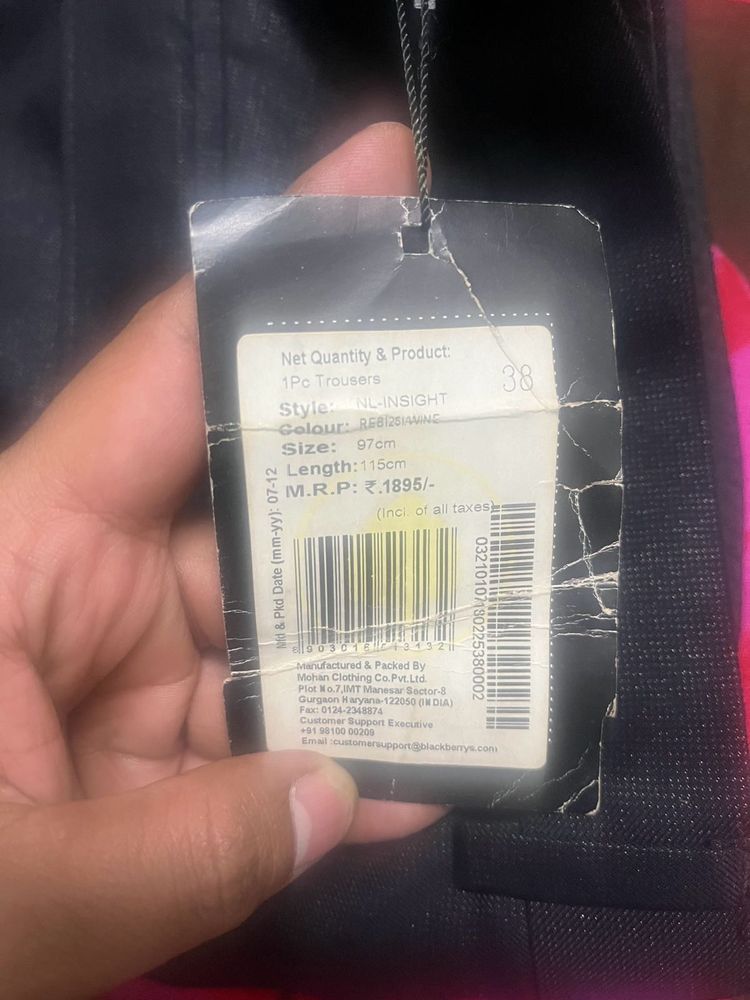 Net Quantity & Product:
1Pc Trousers
38
Style: NL-INSIGHT
Colour:
Size: 97cm
Length: 115cm
M.R.P: ₹.1895/-
(Incl. of all taxes)
Mfd & Pkd Date (mm-yy): 07-12
Manufactured & Packed By
Mohan Clothing Co.Pvt.Ltd.
Plot No.7,IMT Manesar Sector-8
Gurgaon Haryana-122050 (INDIA)
Fax: 0124-2348874
Customer Support Executive
+91 98100 00209
Email :customersupport@blackberrys.com